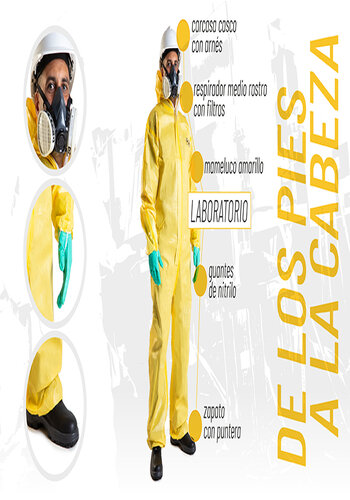 carcasa casco
con arnés
respirador medio rostro
con filtros
mameluco amarillo
LABORATORIO
guantes
de nitrilo
zapato
con puntera
DE LOS PIES
A LA CABEZA